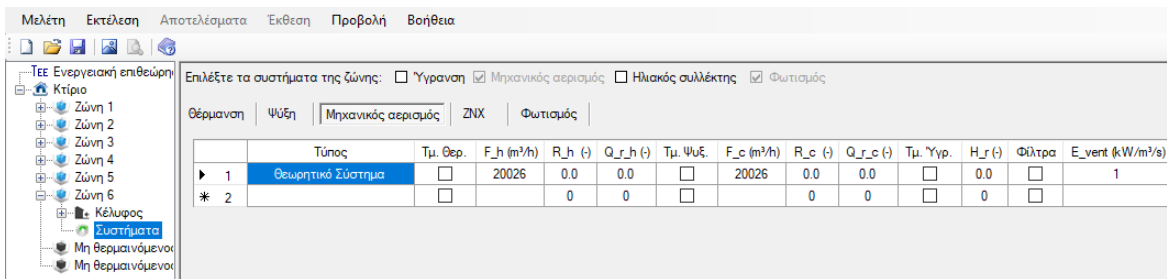 Μελέτη Εκτέλεση Αποτελέσματα Έκθεση Προβολή Βοήθεια
ΤΕΕ Ενεργειακή επιθεώρη
Κτίριο
Ζώνη 1
Ζώνη 2
Ζώνη 3
Ζώνη 4
Ζώνη 5
Ζώνη 6
Κέλυφος
Συστήματα
Μη θερμαινόμενο
Μη θερμαινόμενο
Επιλέξτε τα συστήματα της ζώνης: Ύγρανση Μηχανικός αερισμός Ηλιακός συλλέκτης Φωτισμός
Θέρμανση Ψύξη Μηχανικός αερισμός ΖΝΧ Φωτισμός
Τύπος Τμ. Θερ. F_h (m³/h) R_h (-) Q_r_h (-) Τμ. Ψυξ. F_c (m³/h) R_c (-) Q_r_c (-) Τμ. Ύγρ. H_r (-) Φίλτρα E_vent (kW/m³/s)
1 Θεωρητικό Σύστημα 20026 0.0 0.0 20026 0.0 0.0 0.0 1
2 0 0 0 0 0